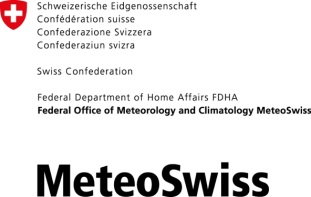 Schweizerische Eidgenossenschaft
Confédération suisse
Confederazione Svizzera
Confederaziun svizra
Swiss Confederation
Federal Department of Home Affairs FDHA
Federal Office of Meteorology and Climatology MeteoSwiss
MeteoSwiss